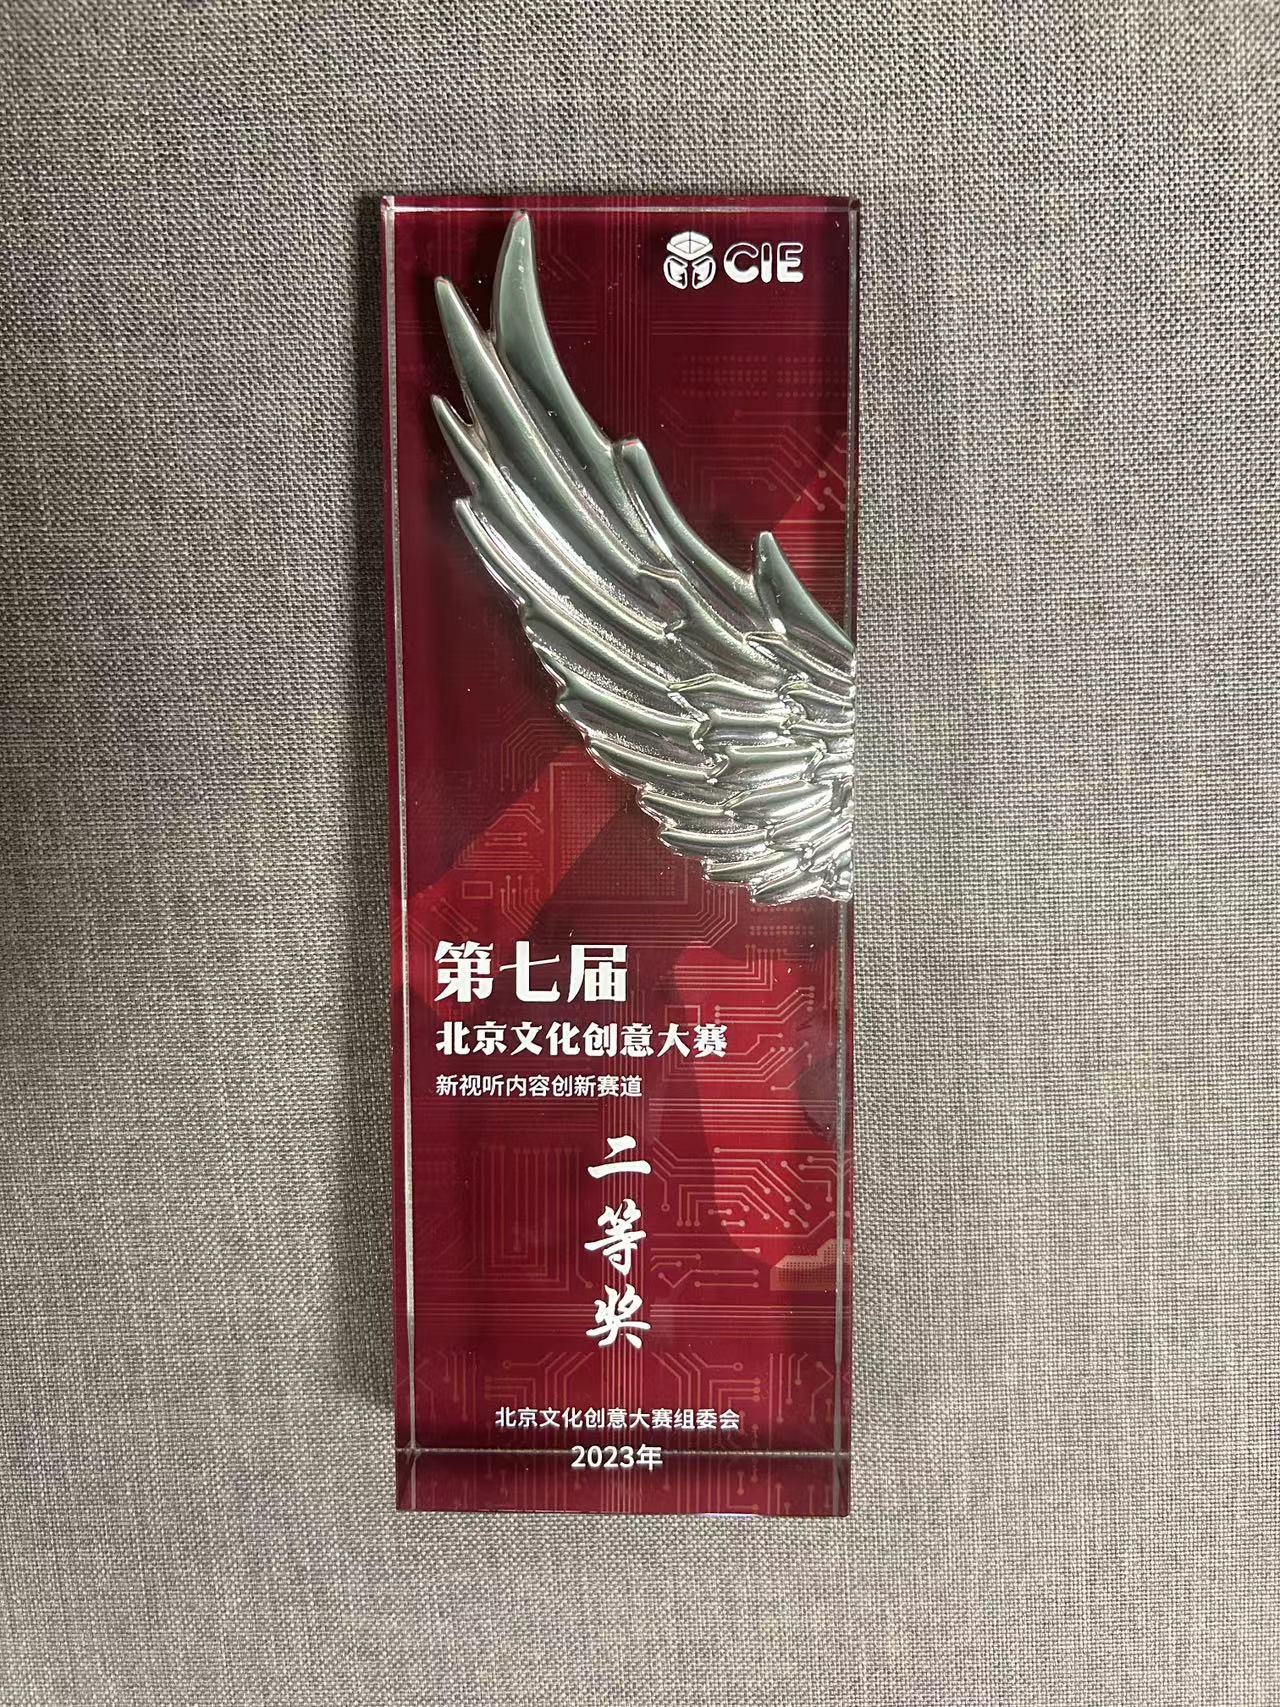 CIE
第七届
北京文化创意大赛
新视听内容创新赛道
二等奖
北京文化创意大赛组委会
2023年